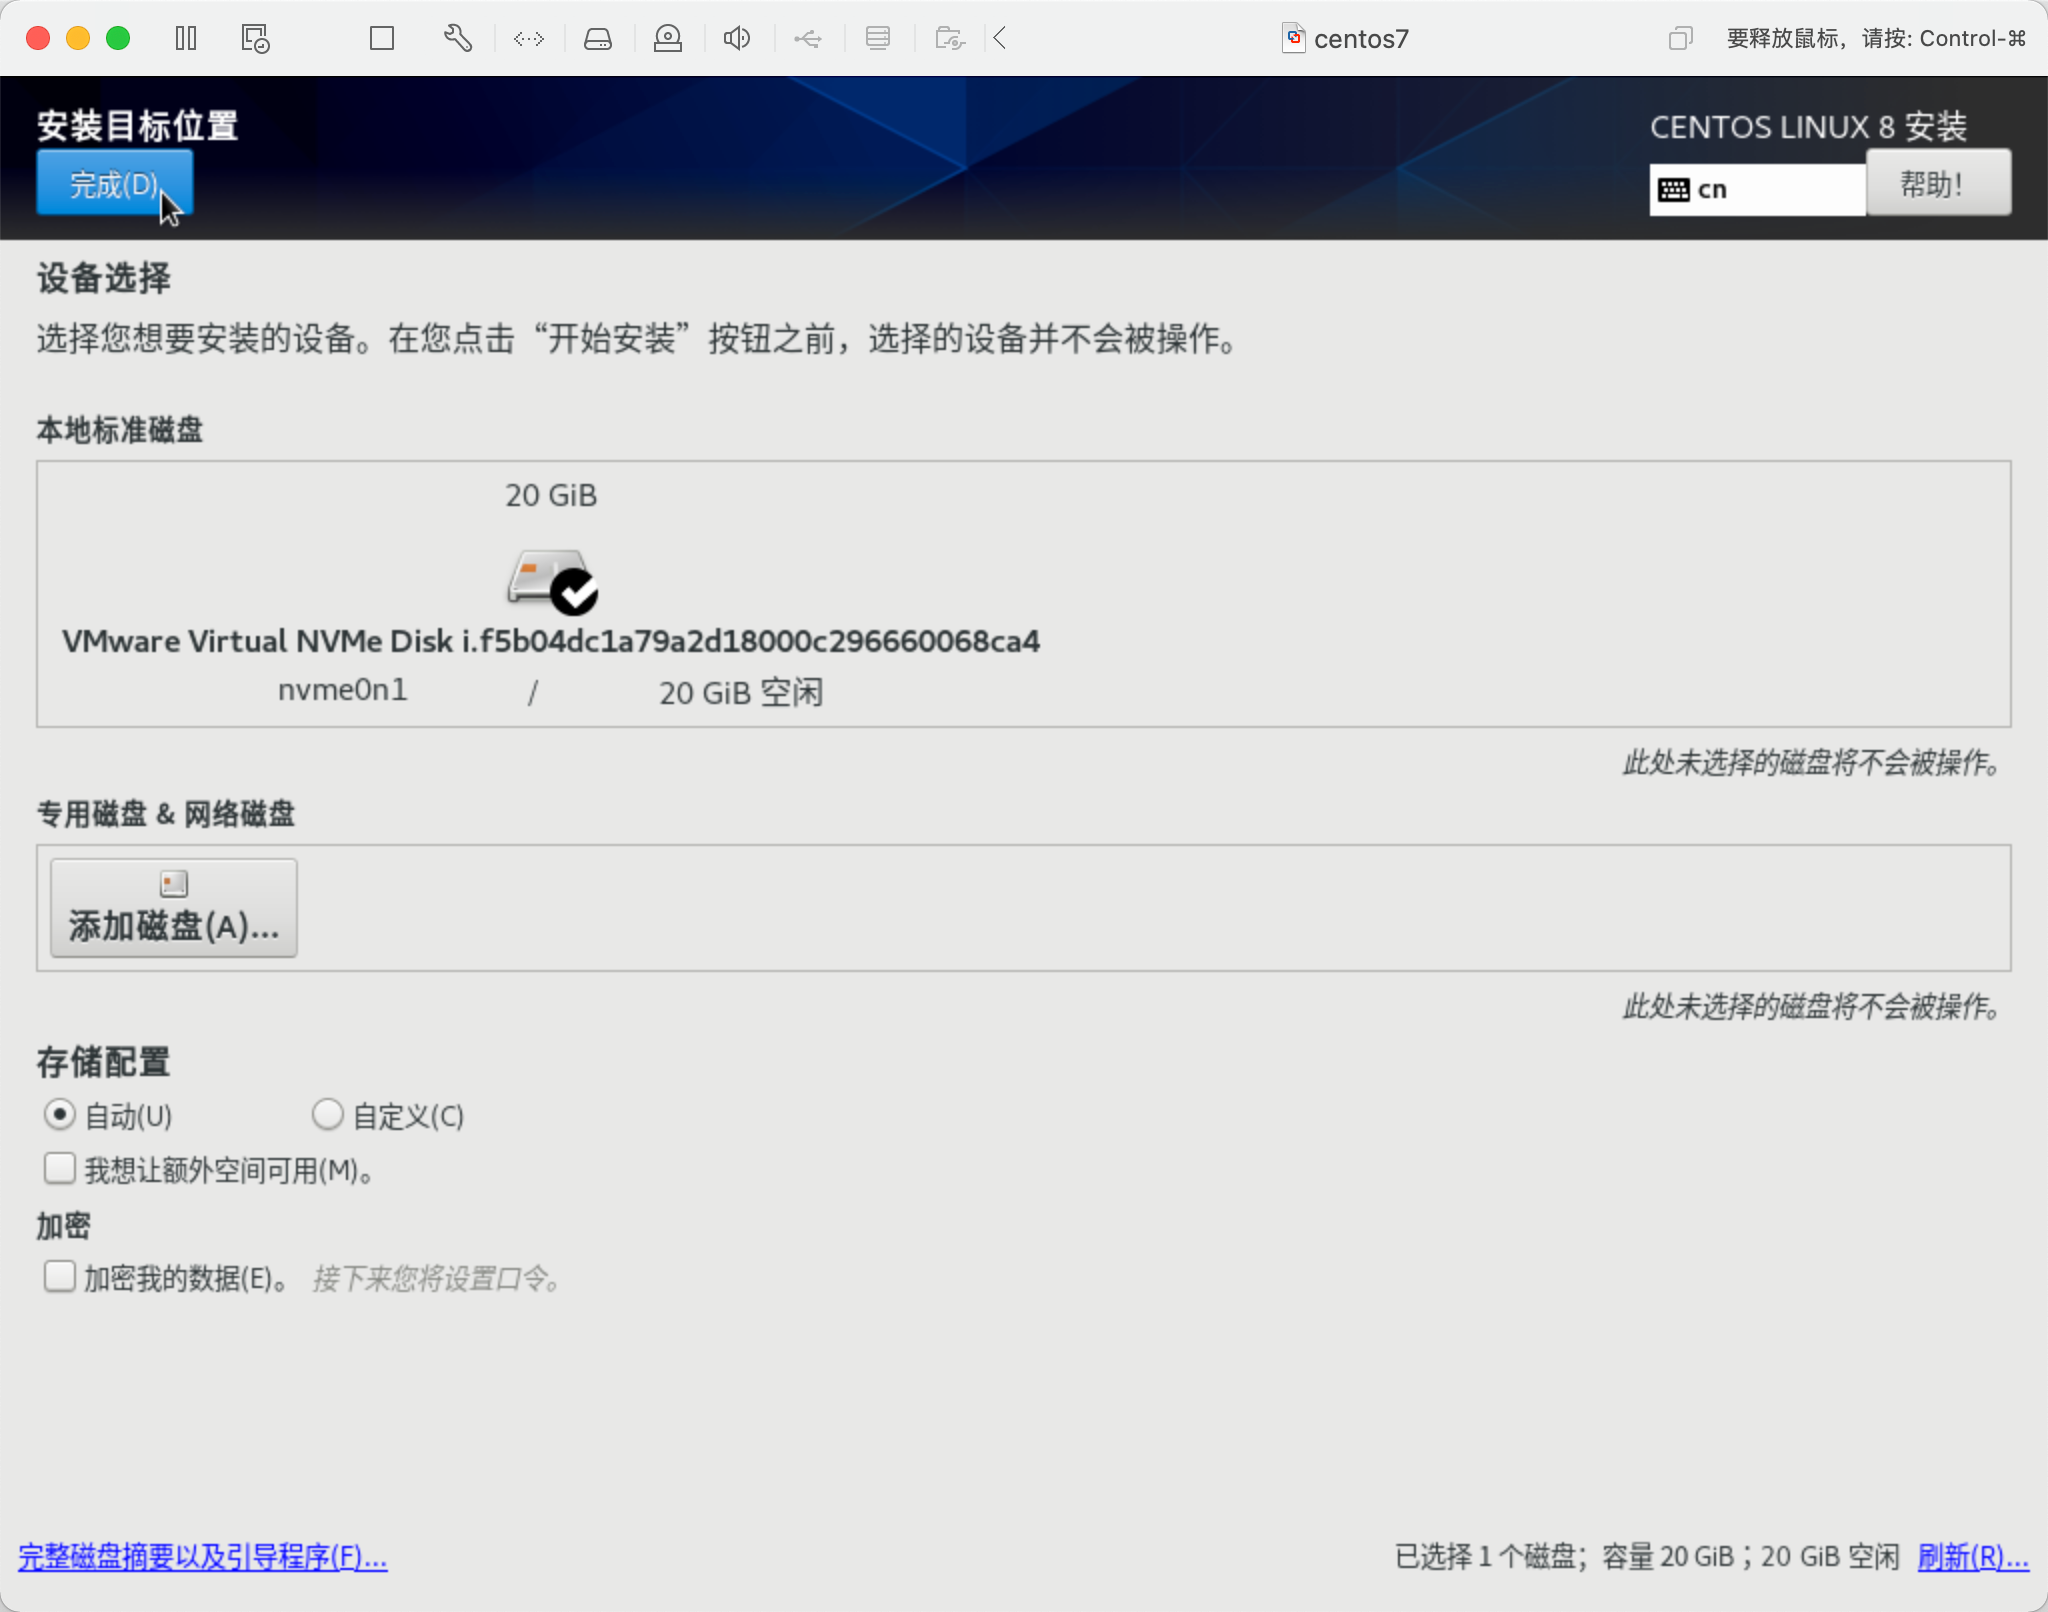 centos7
要释放鼠标，请按: Control-⌘
安装目标位置
CENTOS LINUX 8 安装
完成(D)
cn
帮助！
设备选择
选择您想要安装的设备。在您点击“开始安装”按钮之前，选择的设备并不会被操作。
本地标准磁盘
20 GiB
VMware Virtual NVMe Disk i.f5b04dc1a79a2d18000c296660068ca4
nvme0n1 / 20 GiB 空闲
此处未选择的磁盘将不会被操作。
专用磁盘 & 网络磁盘
添加磁盘(A)...
此处未选择的磁盘将不会被操作。
存储配置
自动(U) 自定义(C)
我想让额外空间可用(M)。
加密
加密我的数据(E)。 接下来您将设置口令。
完整磁盘摘要以及引导程序(F)...
已选择 1 个磁盘；容量 20 GiB；20 GiB 空闲 刷新(R)...